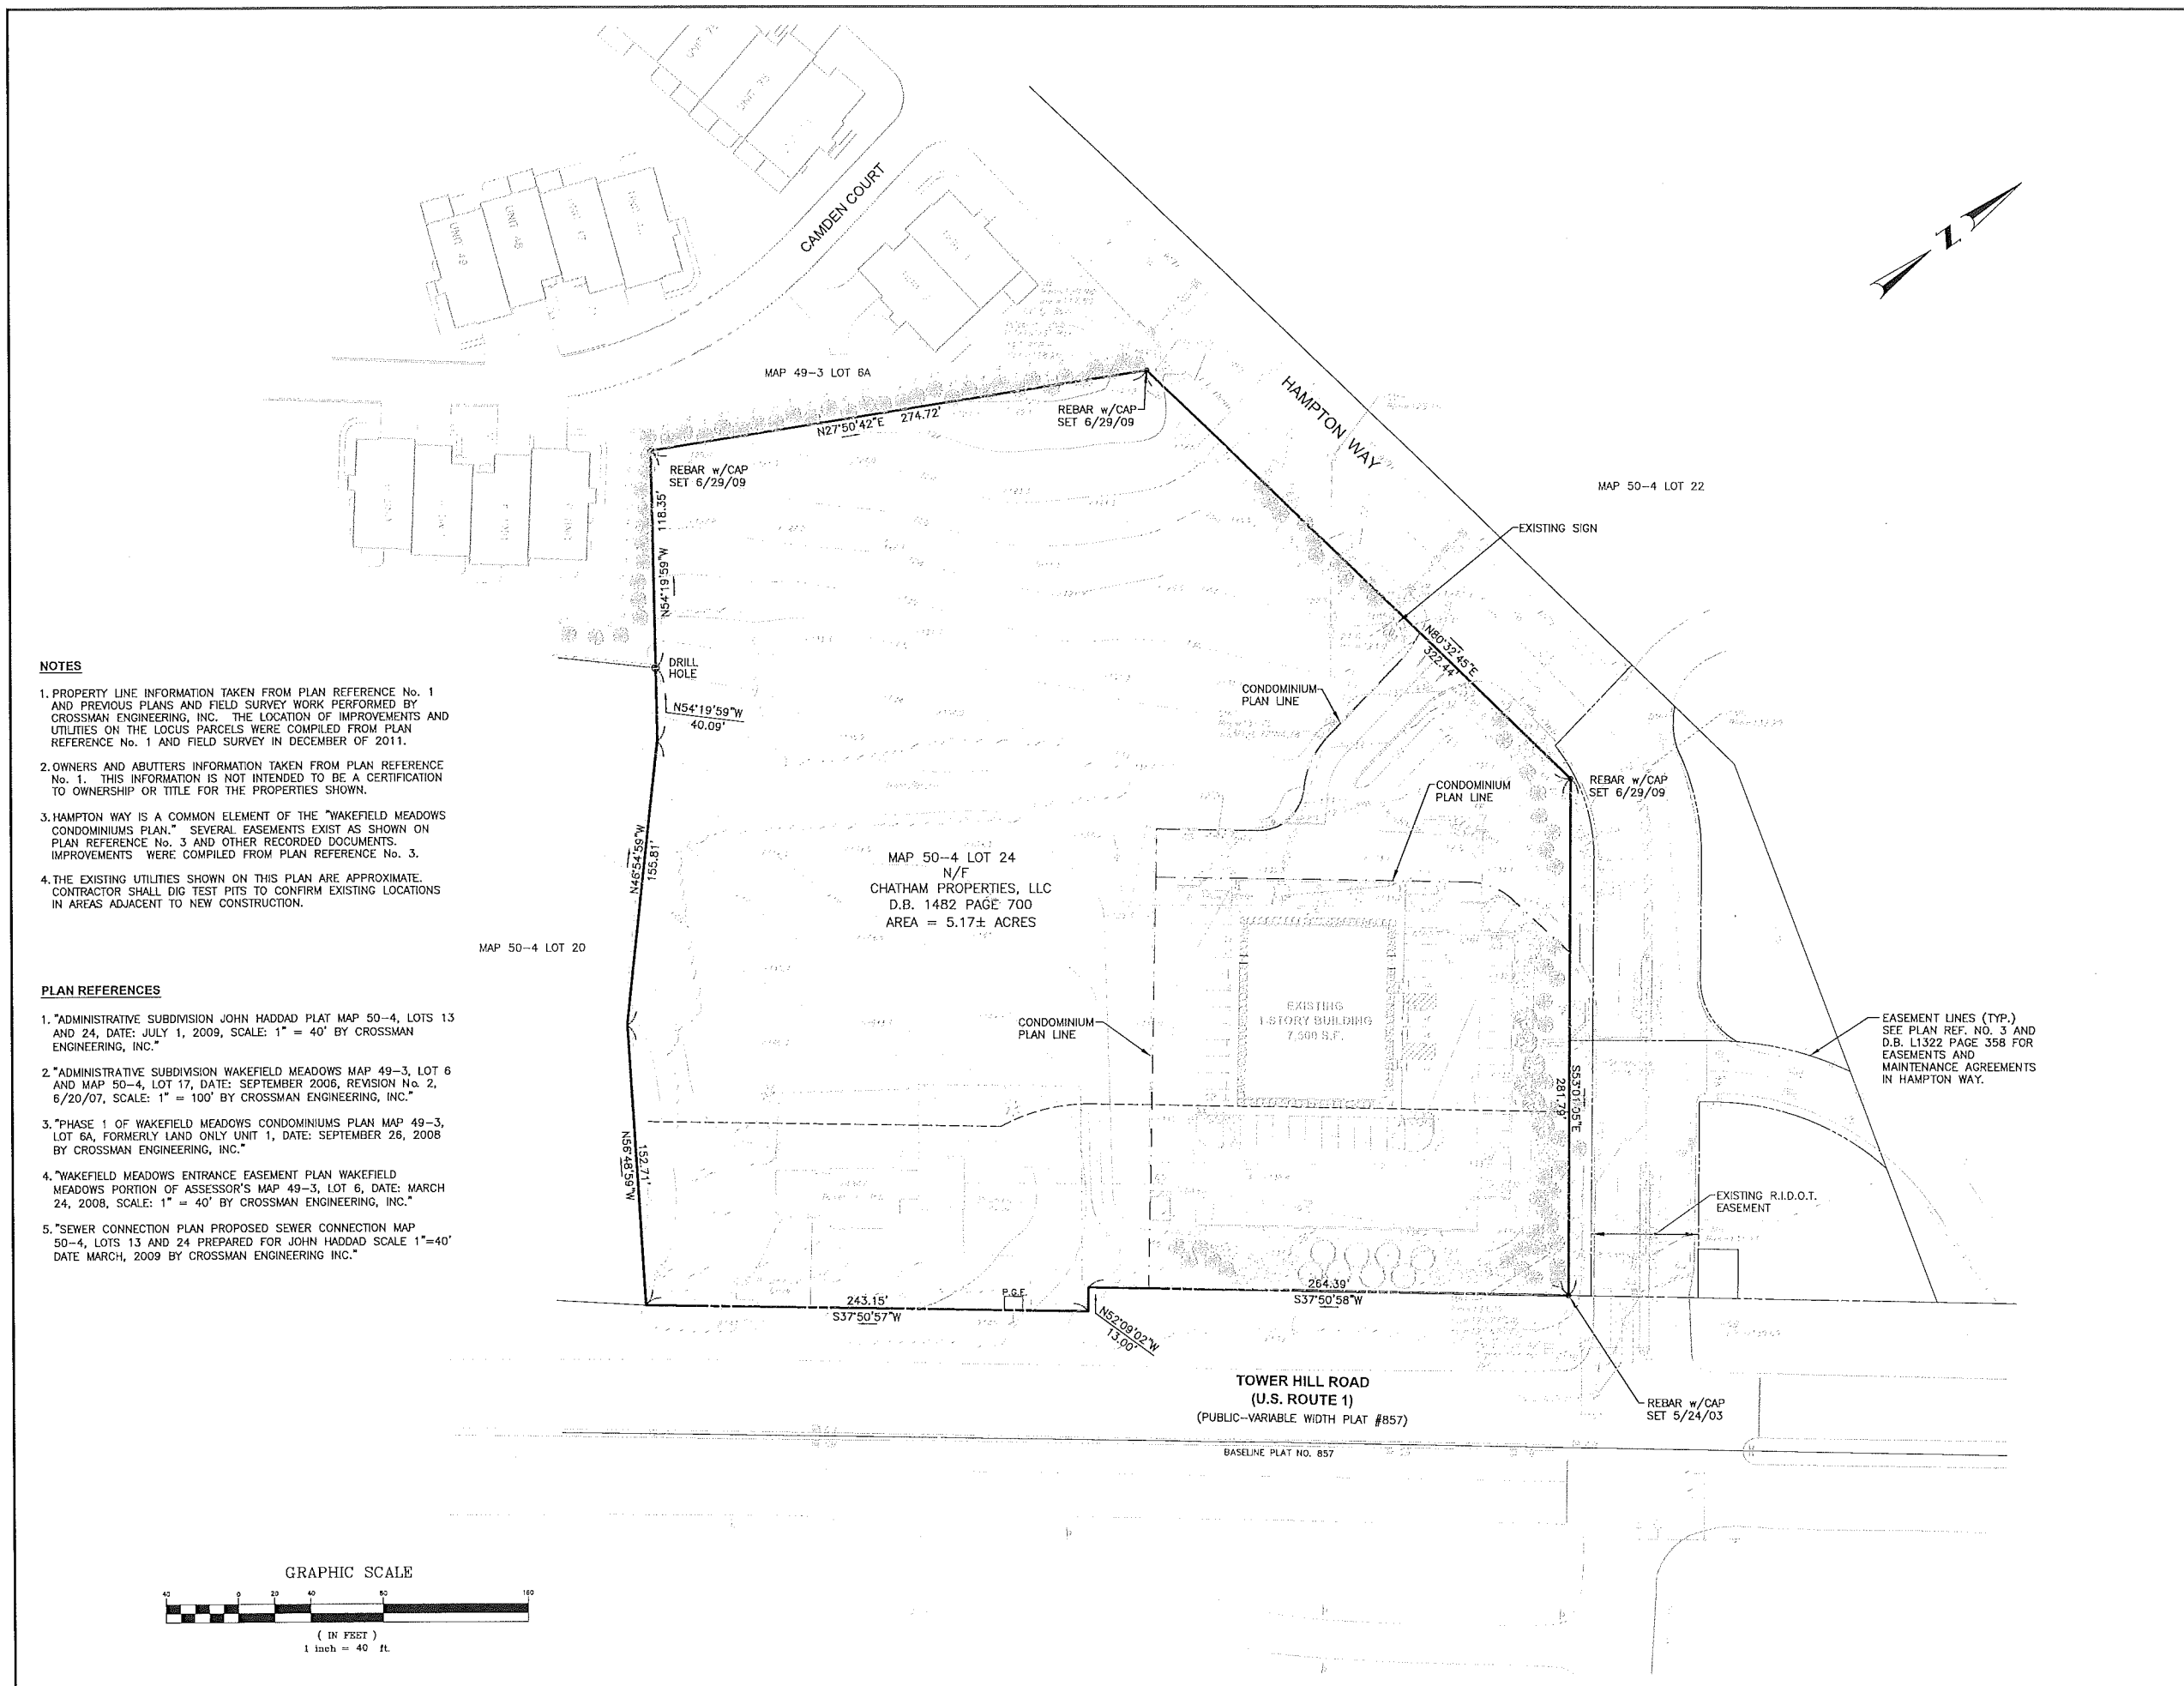 UNIT 49
UNIT 48
CAMDEN COURT
Z
MAP 49-3 LOT 6A
N27°50'42"E 274.72'
REBAR w/CAP
SET 6/29/09
HAMPTON WAY
REBAR w/CAP
SET 6/29/09
MAP 50-4 LOT 22
N54°19'59"W 118.35'
EXISTING SIGN
DRILL
HOLE
N54°19'59"W
40.09'
N80°32'45"E
322.44'
CONDOMINIUM
PLAN LINE
CONDOMINIUM
PLAN LINE
REBAR w/CAP
SET 6/29/09
NOTES
1. PROPERTY LINE INFORMATION TAKEN FROM PLAN REFERENCE No. 1
AND PREVIOUS PLANS AND FIELD SURVEY WORK PERFORMED BY
CROSSMAN ENGINEERING, INC. THE LOCATION OF IMPROVEMENTS AND
UTILITIES ON THE LOCUS PARCELS WERE COMPILED FROM PLAN
REFERENCE No. 1 AND FIELD SURVEY IN DECEMBER OF 2011.
2. OWNERS AND ABUTTERS INFORMATION TAKEN FROM PLAN REFERENCE
No. 1. THIS INFORMATION IS NOT INTENDED TO BE A CERTIFICATION
TO OWNERSHIP OR TITLE FOR THE PROPERTIES SHOWN.
3. HAMPTON WAY IS A COMMON ELEMENT OF THE "WAKEFIELD MEADOWS
CONDOMINIUMS PLAN." SEVERAL EASEMENTS EXIST AS SHOWN ON
PLAN REFERENCE No. 3 AND OTHER RECORDED DOCUMENTS.
IMPROVEMENTS WERE COMPILED FROM PLAN REFERENCE No. 3.
4. THE EXISTING UTILITIES SHOWN ON THIS PLAN ARE APPROXIMATE.
CONTRACTOR SHALL DIG TEST PITS TO CONFIRM EXISTING LOCATIONS
IN AREAS ADJACENT TO NEW CONSTRUCTION.
N46°54'59"W
155.81'
MAP 50-4 LOT 24
N/F
CHATHAM PROPERTIES, LLC
D.B. 1482 PAGE 700
AREA = 5.17± ACRES
MAP 50-4 LOT 20
EXISTING
1-STORY BUILDING
7,500 S.F.
CONDOMINIUM
PLAN LINE
PLAN REFERENCES
1. "ADMINISTRATIVE SUBDIVISION JOHN HADDAD PLAT MAP 50-4, LOTS 13
AND 24, DATE: JULY 1, 2009, SCALE: 1" = 40' BY CROSSMAN
ENGINEERING, INC."
2. "ADMINISTRATIVE SUBDIVISION WAKEFIELD MEADOWS MAP 49-3, LOT 6
AND MAP 50-4, LOT 17, DATE: SEPTEMBER 2006, REVISION No. 2,
6/20/07, SCALE: 1" = 100' BY CROSSMAN ENGINEERING, INC."
3. "PHASE 1 OF WAKEFIELD MEADOWS CONDOMINIUMS PLAN MAP 49-3,
LOT 6A, FORMERLY LAND ONLY UNIT 1, DATE: SEPTEMBER 26, 2008
BY CROSSMAN ENGINEERING, INC."
4. "WAKEFIELD MEADOWS ENTRANCE EASEMENT PLAN WAKEFIELD
MEADOWS PORTION OF ASSESSOR'S MAP 49-3, LOT 6, DATE: MARCH
24, 2008, SCALE: 1" = 40' BY CROSSMAN ENGINEERING, INC."
5. "SEWER CONNECTION PLAN PROPOSED SEWER CONNECTION MAP
50-4, LOTS 13 AND 24 PREPARED FOR JOHN HADDAD SCALE 1"=40'
DATE MARCH, 2009 BY CROSSMAN ENGINEERING INC."
EASEMENT LINES (TYP.)
SEE PLAN REF. NO. 3 AND
D.B. L1322 PAGE 358 FOR
EASEMENTS AND
MAINTENANCE AGREEMENTS
IN HAMPTON WAY.
S53°01'05"E
281.79'
152.71'
N56°48'59"W
EXISTING R.I.D.O.T.
EASEMENT
243.15'
S37°50'57"W
P.G.E.
N52°09'02"W
13.00'
264.39'
S37°50'58"W
TOWER HILL ROAD
(U.S. ROUTE 1)
(PUBLIC-VARIABLE WIDTH PLAT #857)
REBAR w/CAP
SET 5/24/03
BASELINE PLAT NO. 857
GRAPHIC SCALE
40 0 20 40 80 160
( IN FEET )
1 inch = 40 ft.